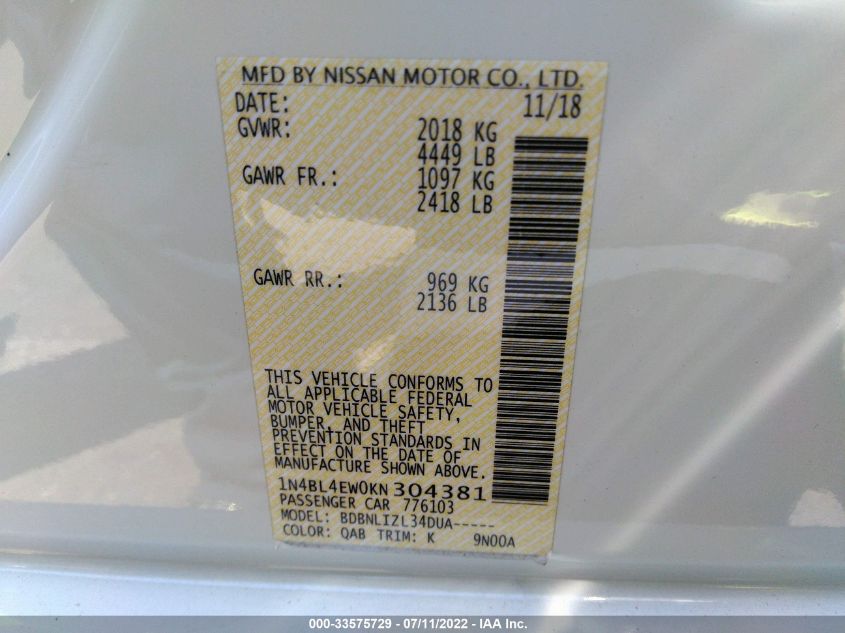 MFD BY NISSAN MOTOR CO., LTD.
DATE: 11/18
GVWR: 2018 KG
4449 LB
GAWR FR.: 1097 KG
2418 LB
GAWR RR.: 969 KG
2136 LB
THIS VEHICLE CONFORMS TO
ALL APPLICABLE FEDERAL
MOTOR VEHICLE SAFETY,
BUMPER, AND THEFT
PREVENTION STANDARDS IN
EFFECT ON THE DATE OF
MANUFACTURE SHOWN ABOVE.
1N4BL4EW0KN304381
PASSENGER CAR 776103
MODEL: BDBNLIZL34DUA-----
COLOR: QAB TRIM: K 9N00A
000-33575729 - 07/11/2022 - IAA Inc.